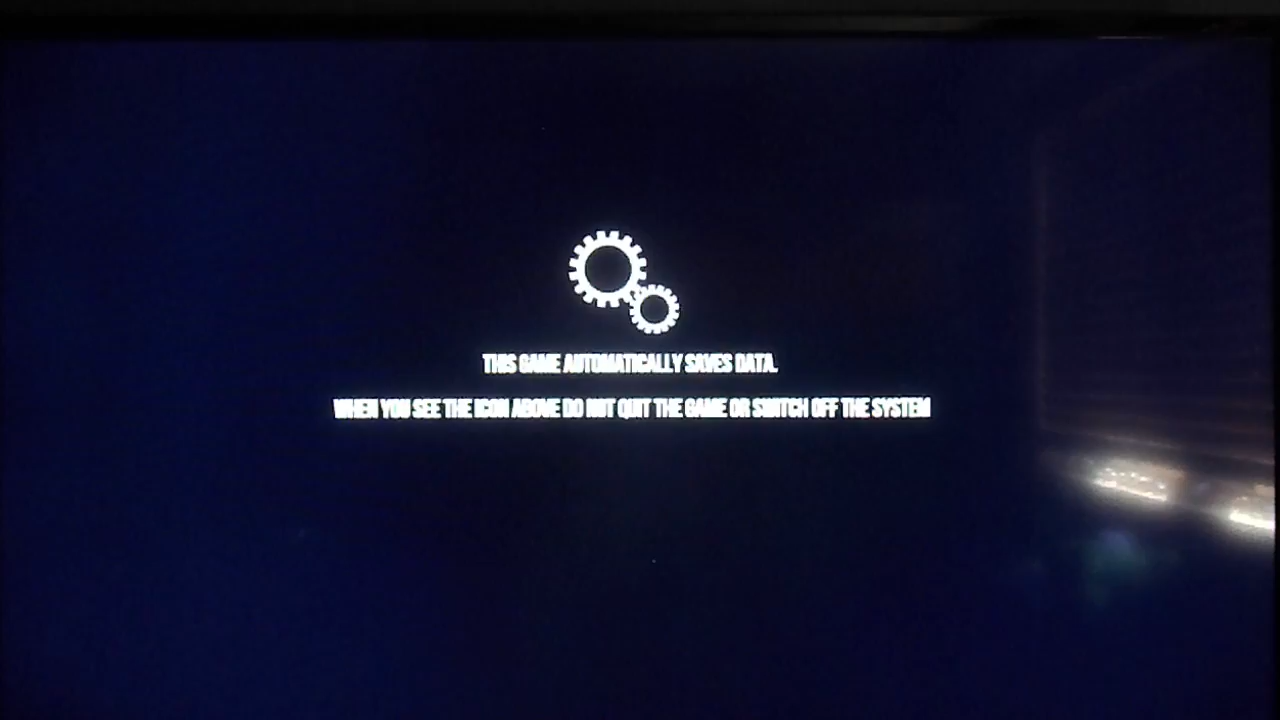 THIS GAME AUTOMATICALLY SAVES DATA.
WHEN YOU SEE THE ICON ABOVE DO NOT QUIT THE GAME OR SWITCH OFF THE SYSTEM